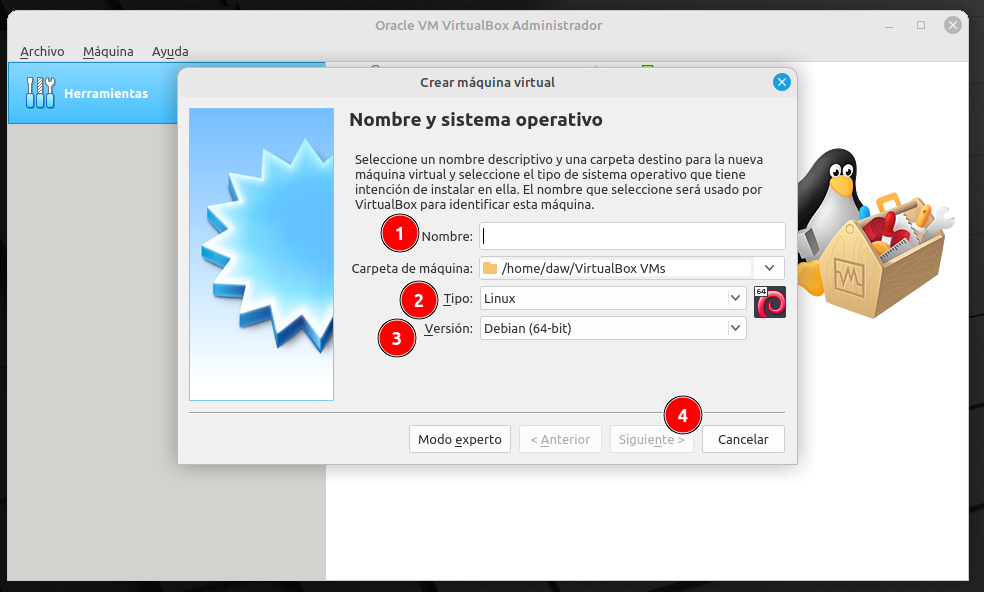 Oracle VM VirtualBox Administrador
Archivo Máquina Ayuda
Herramientas
Crear máquina virtual
Nombre y sistema operativo
Seleccione un nombre descriptivo y una carpeta destino para la nueva
máquina virtual y seleccione el tipo de sistema operativo que tiene
intención de instalar en ella. El nombre que seleccione será usado por
VirtualBox para identificar esta máquina.
1 Nombre:
Carpeta de máquina: /home/daw/VirtualBox VMs
2 Tipo: Linux
64
3 Versión: Debian (64-bit)
4
Modo experto < Anterior Siguiente > Cancelar